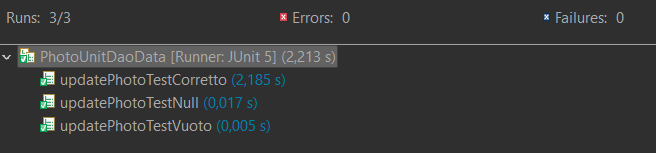 Runs: 3/3 Errors: 0 Failures: 0
PhotoUnitDaoData [Runner: JUnit 5] (2,213 s)
updatePhotoTestCorretto (2,185 s)
updatePhotoTestNull (0,017 s)
updatePhotoTestVuoto (0,005 s)